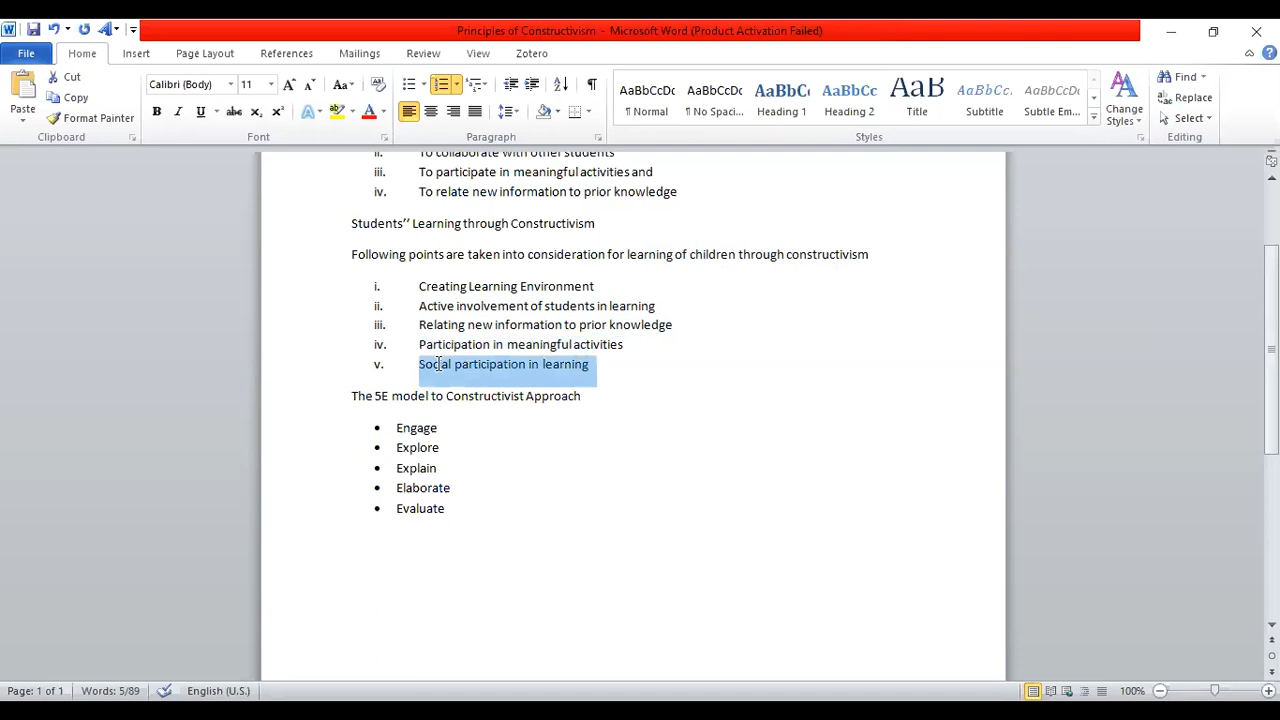 Principles of Constructivism - Microsoft Word (Product Activation Failed)
File Home Insert Page Layout References Mailings Review View Zotero
Paste Cut Copy Format Painter Clipboard
Calibri (Body) 11 Aa B I U abc x₂ x² A ab A Font
Paragraph
AaBbCcDc ¶ Normal AaBbCcDc ¶ No Spaci... AaBbC Heading 1 AaBbCc Heading 2 AaB Title AaBbCc. Subtitle AaBbCcDc Subtle Em... Change Styles Styles
Find Replace Select Editing
ii. To collaborate with other students
iii. To participate in meaningful activities and
iv. To relate new information to prior knowledge
Students’’ Learning through Constructivism
Following points are taken into consideration for learning of children through constructivism
i. Creating Learning Environment
ii. Active involvement of students in learning
iii. Relating new information to prior knowledge
iv. Participation in meaningful activities
v. Social participation in learning
The 5E model to Constructivist Approach
• Engage
• Explore
• Explain
• Elaborate
• Evaluate
Page: 1 of 1 Words: 5/89 English (U.S.) 100%